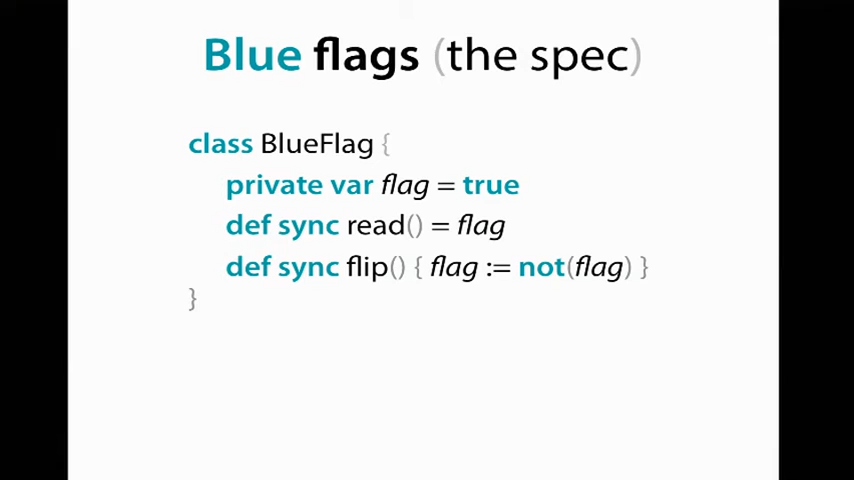 Blue flags (the spec)
class BlueFlag {
private var flag = true
def sync read() = flag
def sync flip() { flag := not(flag) }
}